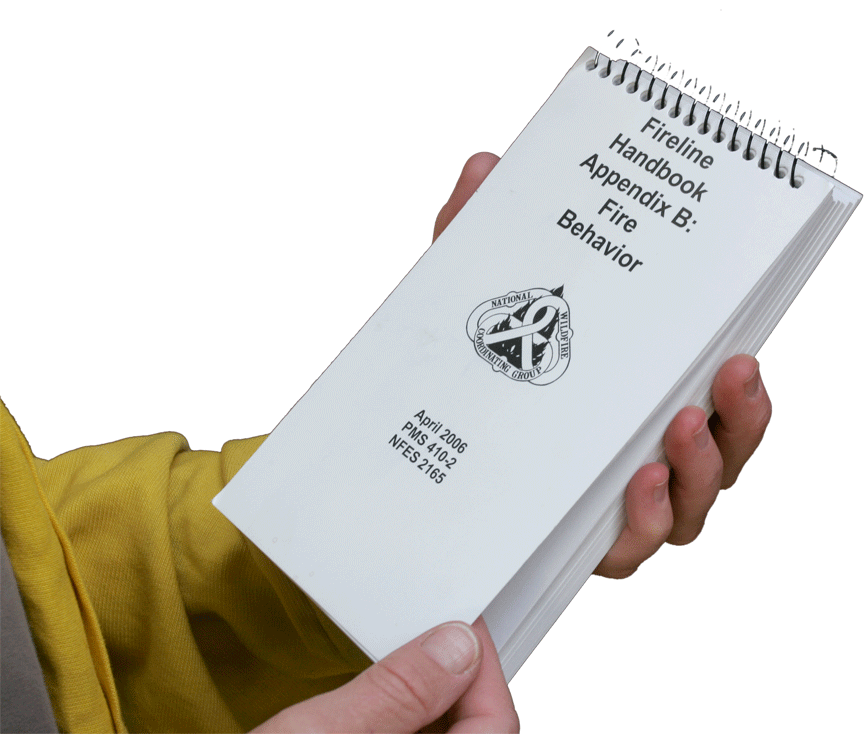 Fireline
Handbook
Appendix B:
Fire
Behavior
NATIONAL
WILDFIRE
COORDINATING GROUP
April 2006
PMS 410-2
NFES 2165